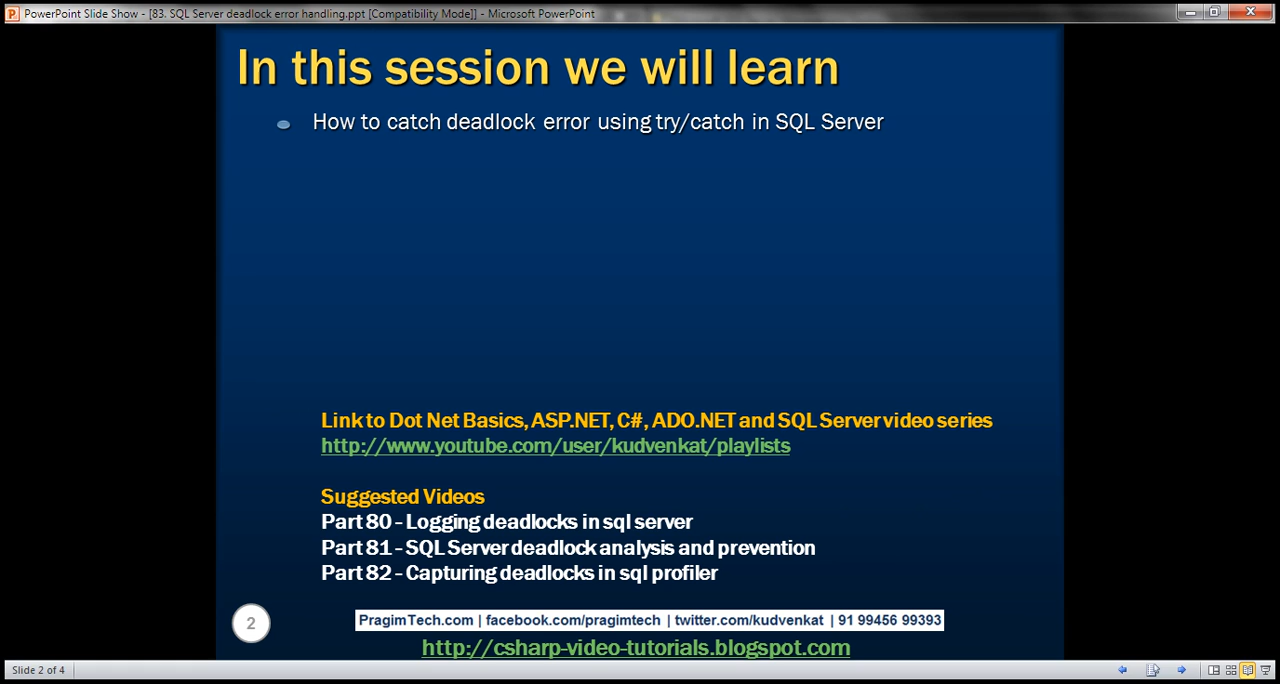 PowerPoint Slide Show - [83. SQL Server deadlock error handling.ppt [Compatibility Mode]] - Microsoft PowerPoint
In this session we will learn
How to catch deadlock error using try/catch in SQL Server
Link to Dot Net Basics, ASP.NET, C#, ADO.NET and SQL Server video series
http://www.youtube.com/user/kudvenkat/playlists
Suggested Videos
Part 80 - Logging deadlocks in sql server
Part 81 - SQL Server deadlock analysis and prevention
Part 82 - Capturing deadlocks in sql profiler
2
PragimTech.com | facebook.com/pragimtech | twitter.com/kudvenkat | 91 99456 99393
http://csharp-video-tutorials.blogspot.com
Slide 2 of 4